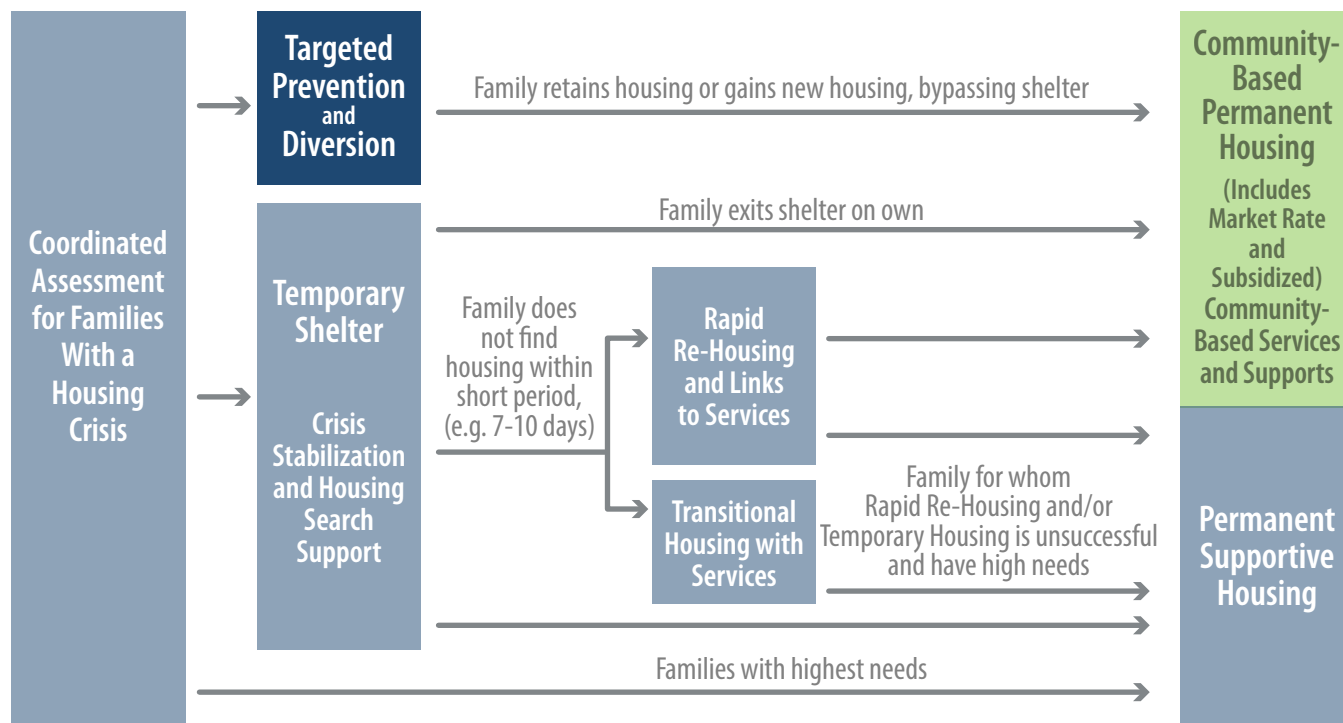 Coordinated
Assessment
for Families
With a
Housing
Crisis
Targeted
Prevention
and
Diversion
Family retains housing or gains new housing, bypassing shelter
Temporary
Shelter
Crisis
Stabilization
and Housing
Search
Support
Family exits shelter on own
Family does
not find
housing within
short period,
(e.g. 7-10 days)
Rapid
Re-Housing
and Links
to Services
Transitional
Housing with
Services
Family for whom
Rapid Re-Housing and/or
Temporary Housing is unsuccessful
and have high needs
Families with highest needs
Community-
Based
Permanent
Housing
(Includes
Market Rate
and
Subsidized)
Community-
Based Services
and Supports
Permanent
Supportive
Housing